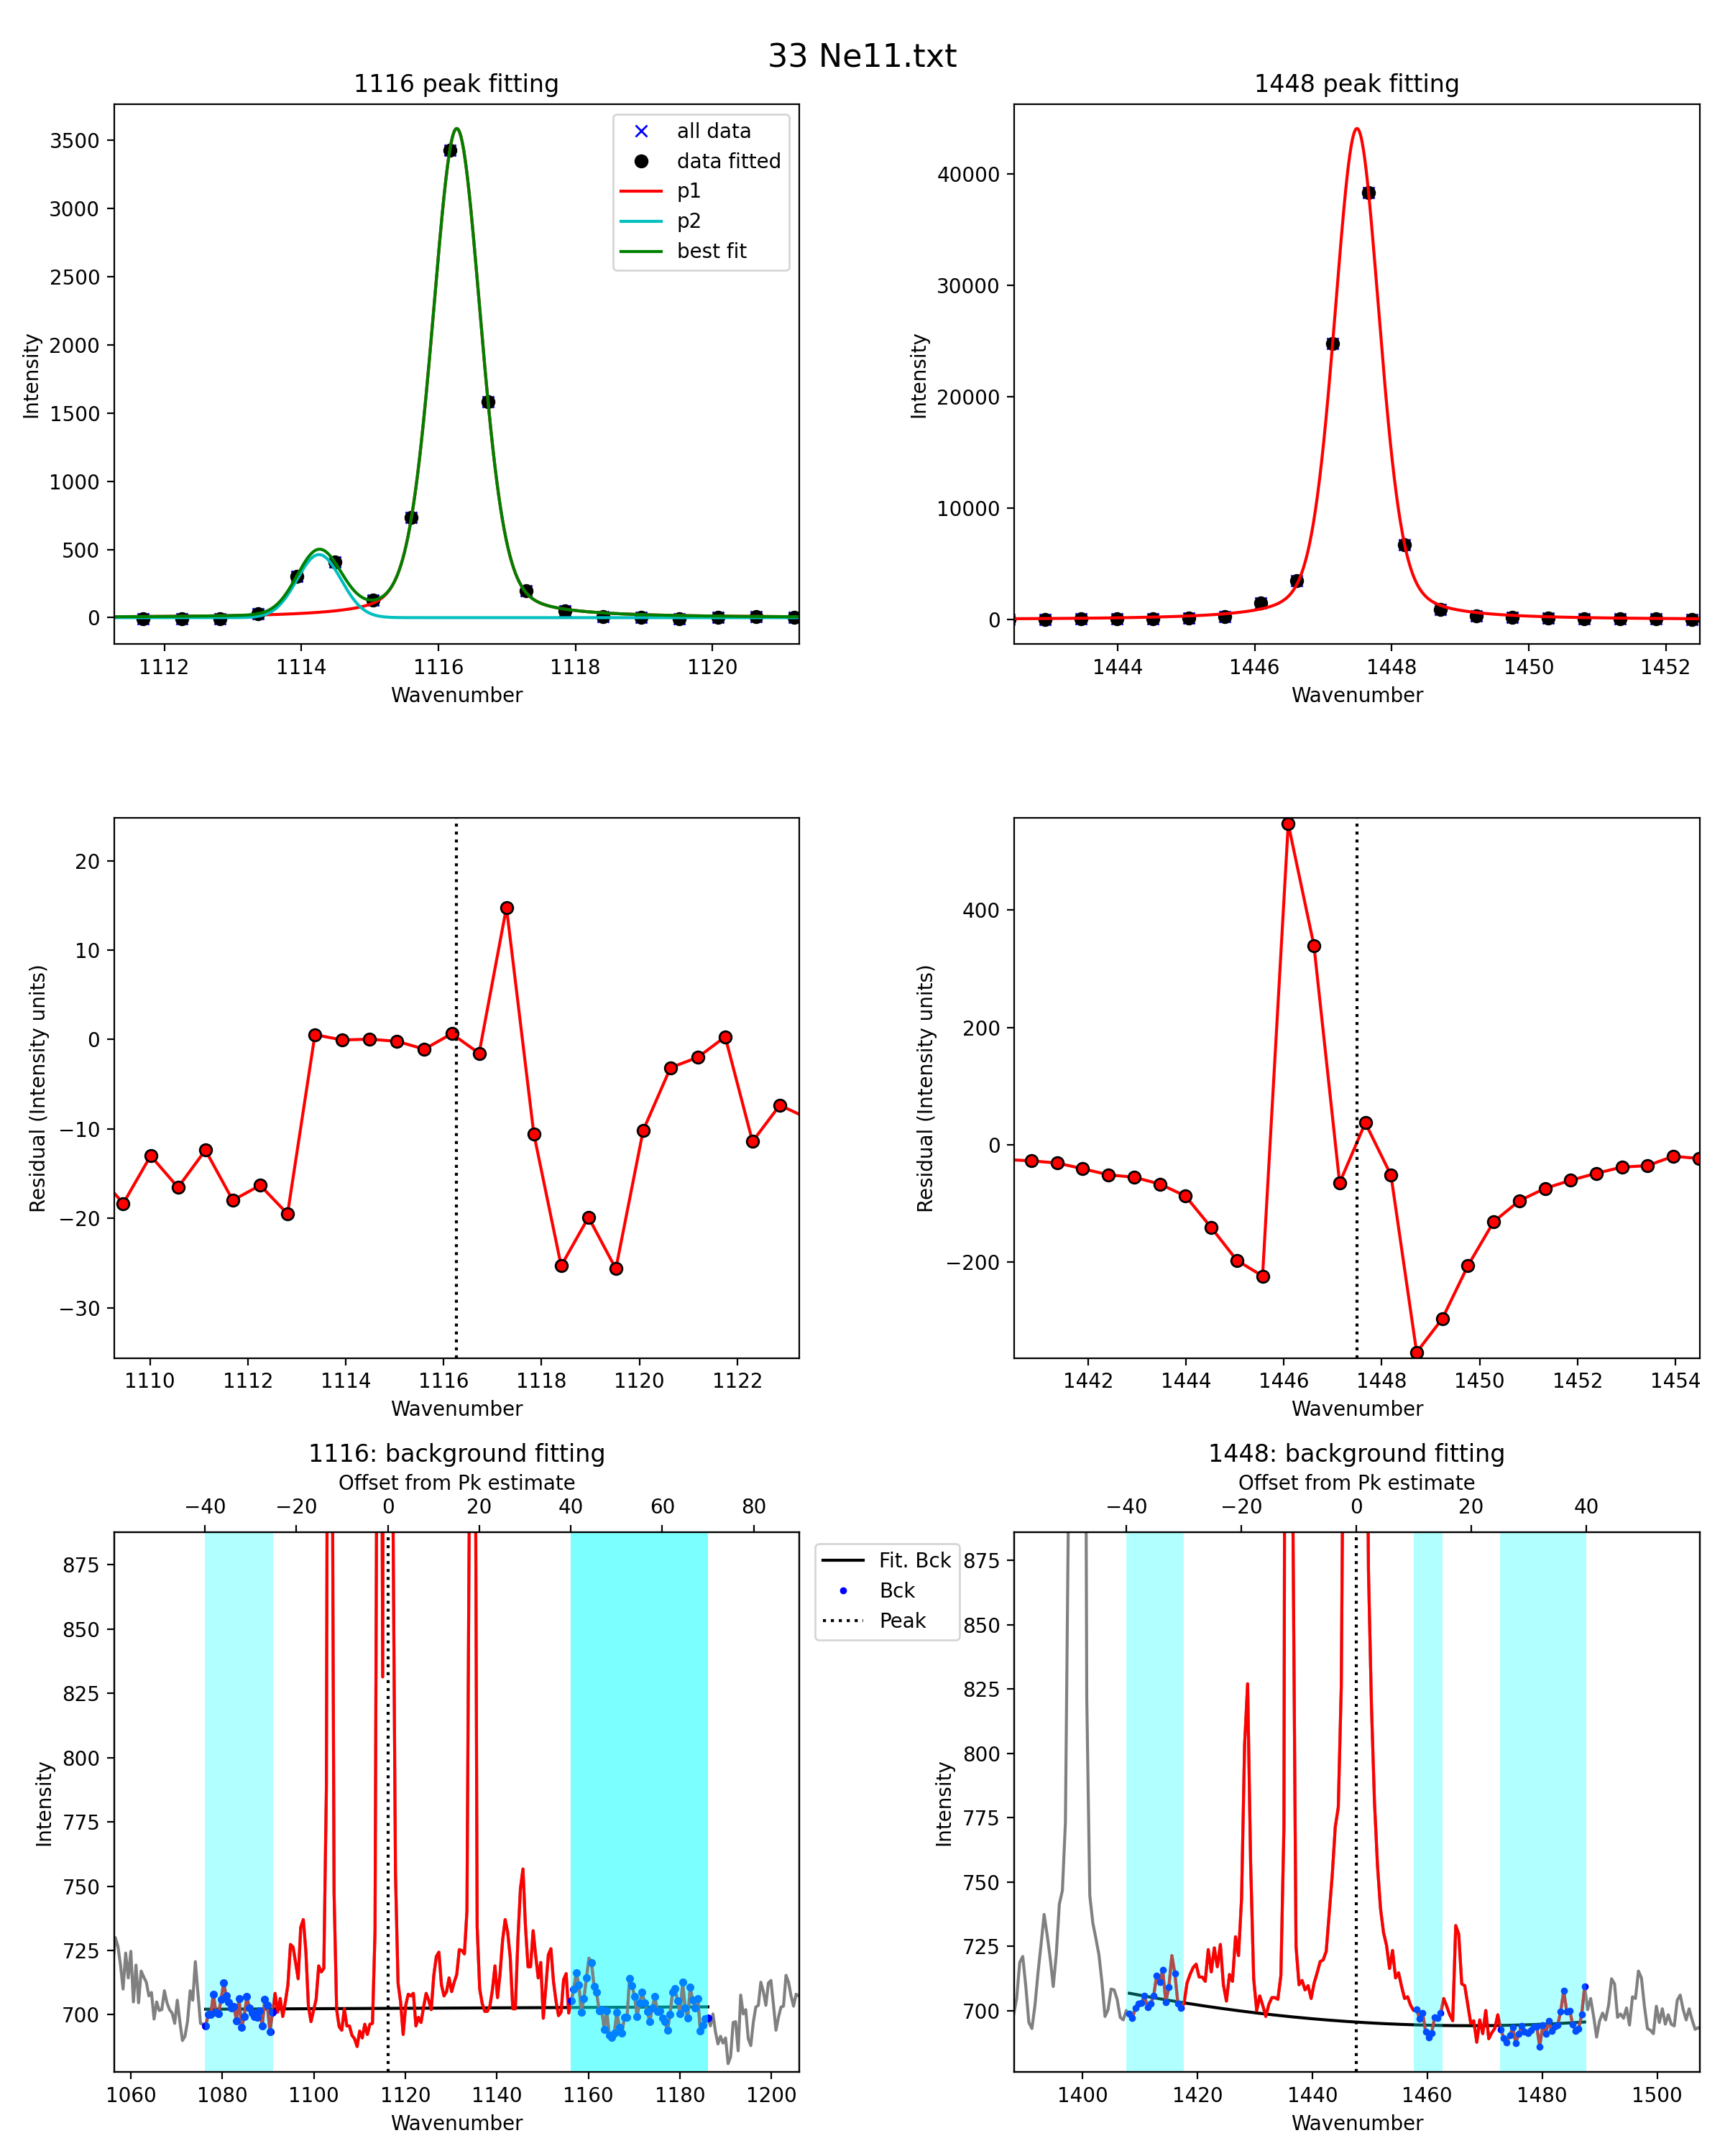 33 Ne11.txt
1116 peak fitting
3500
3000
2500
2000
1500
1000
500
0
Intensity
all data
data fitted
p1
p2
best fit
1112 1114 1116 1118 1120
Wavenumber
1448 peak fitting
40000
30000
20000
10000
0
Intensity
1444 1446 1448 1450 1452
Wavenumber
20
10
0
−10
−20
−30
Residual (Intensity units)
1110 1112 1114 1116 1118 1120 1122
Wavenumber
400
200
0
−200
Residual (Intensity units)
1442 1444 1446 1448 1450 1452 1454
Wavenumber
1116: background fitting
Offset from Pk estimate
−40 −20 0 20 40 60 80
875
850
825
800
775
750
725
700
Intensity
1060 1080 1100 1120 1140 1160 1180 1200
Wavenumber
Fit. Bck
Bck
Peak
1448: background fitting
Offset from Pk estimate
−40 −20 0 20 40
875
850
825
800
775
750
725
700
Intensity
1400 1420 1440 1460 1480 1500
Wavenumber